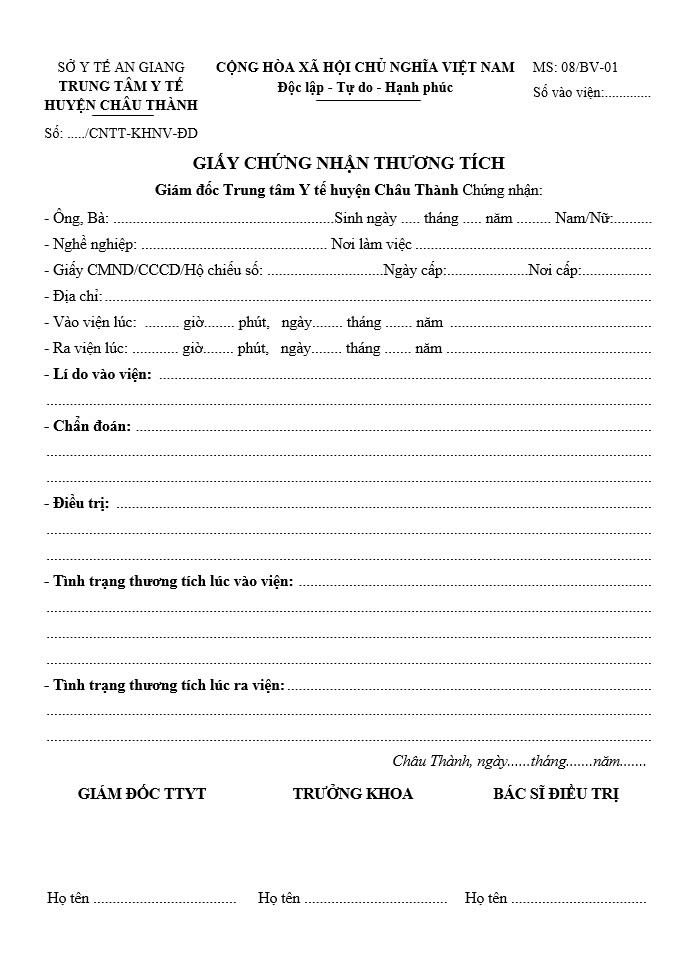 SỞ Y TẾ AN GIANG
TRUNG TÂM Y TẾ
HUYỆN CHÂU THÀNH
Số: ...../CNTT-KHNV-ĐD
CỘNG HÒA XÃ HỘI CHỦ NGHĨA VIỆT NAM
Độc lập - Tự do - Hạnh phúc
MS: 08/BV-01
Số vào viện:.............
GIẤY CHỨNG NHẬN THƯƠNG TÍCH
Giám đốc Trung tâm Y tế huyện Châu Thành Chứng nhận:
- Ông, Bà: ................................................Sinh ngày ..... tháng ..... năm ......... Nam/Nữ:..........
- Nghề nghiệp: ......................................... Nơi làm việc ....................................................
- Giấy CMND/CCCD/Hộ chiếu số: ..........................Ngày cấp:...................Nơi cấp:................
- Địa chỉ:.........................................................................................................................
- Vào viện lúc: ......... giờ........ phút, ngày........ tháng ....... năm .............................................
- Ra viện lúc: ............ giờ........ phút, ngày........ tháng ....... năm .............................................
- Lí do vào viện: .............................................................................................................
.......................................................................................................................................
- Chẩn đoán: ...................................................................................................................
.......................................................................................................................................
.......................................................................................................................................
- Điều trị: .......................................................................................................................
.......................................................................................................................................
.......................................................................................................................................
- Tình trạng thương tích lúc vào viện: ..............................................................................
.......................................................................................................................................
.......................................................................................................................................
.......................................................................................................................................
- Tình trạng thương tích lúc ra viện:................................................................................
.......................................................................................................................................
.......................................................................................................................................
Châu Thành, ngày......tháng.......năm.......
GIÁM ĐỐC TTYT TRƯỞNG KHOA BÁC SĨ ĐIỀU TRỊ
Họ tên ..................................... Họ tên ..................................... Họ tên ...................................